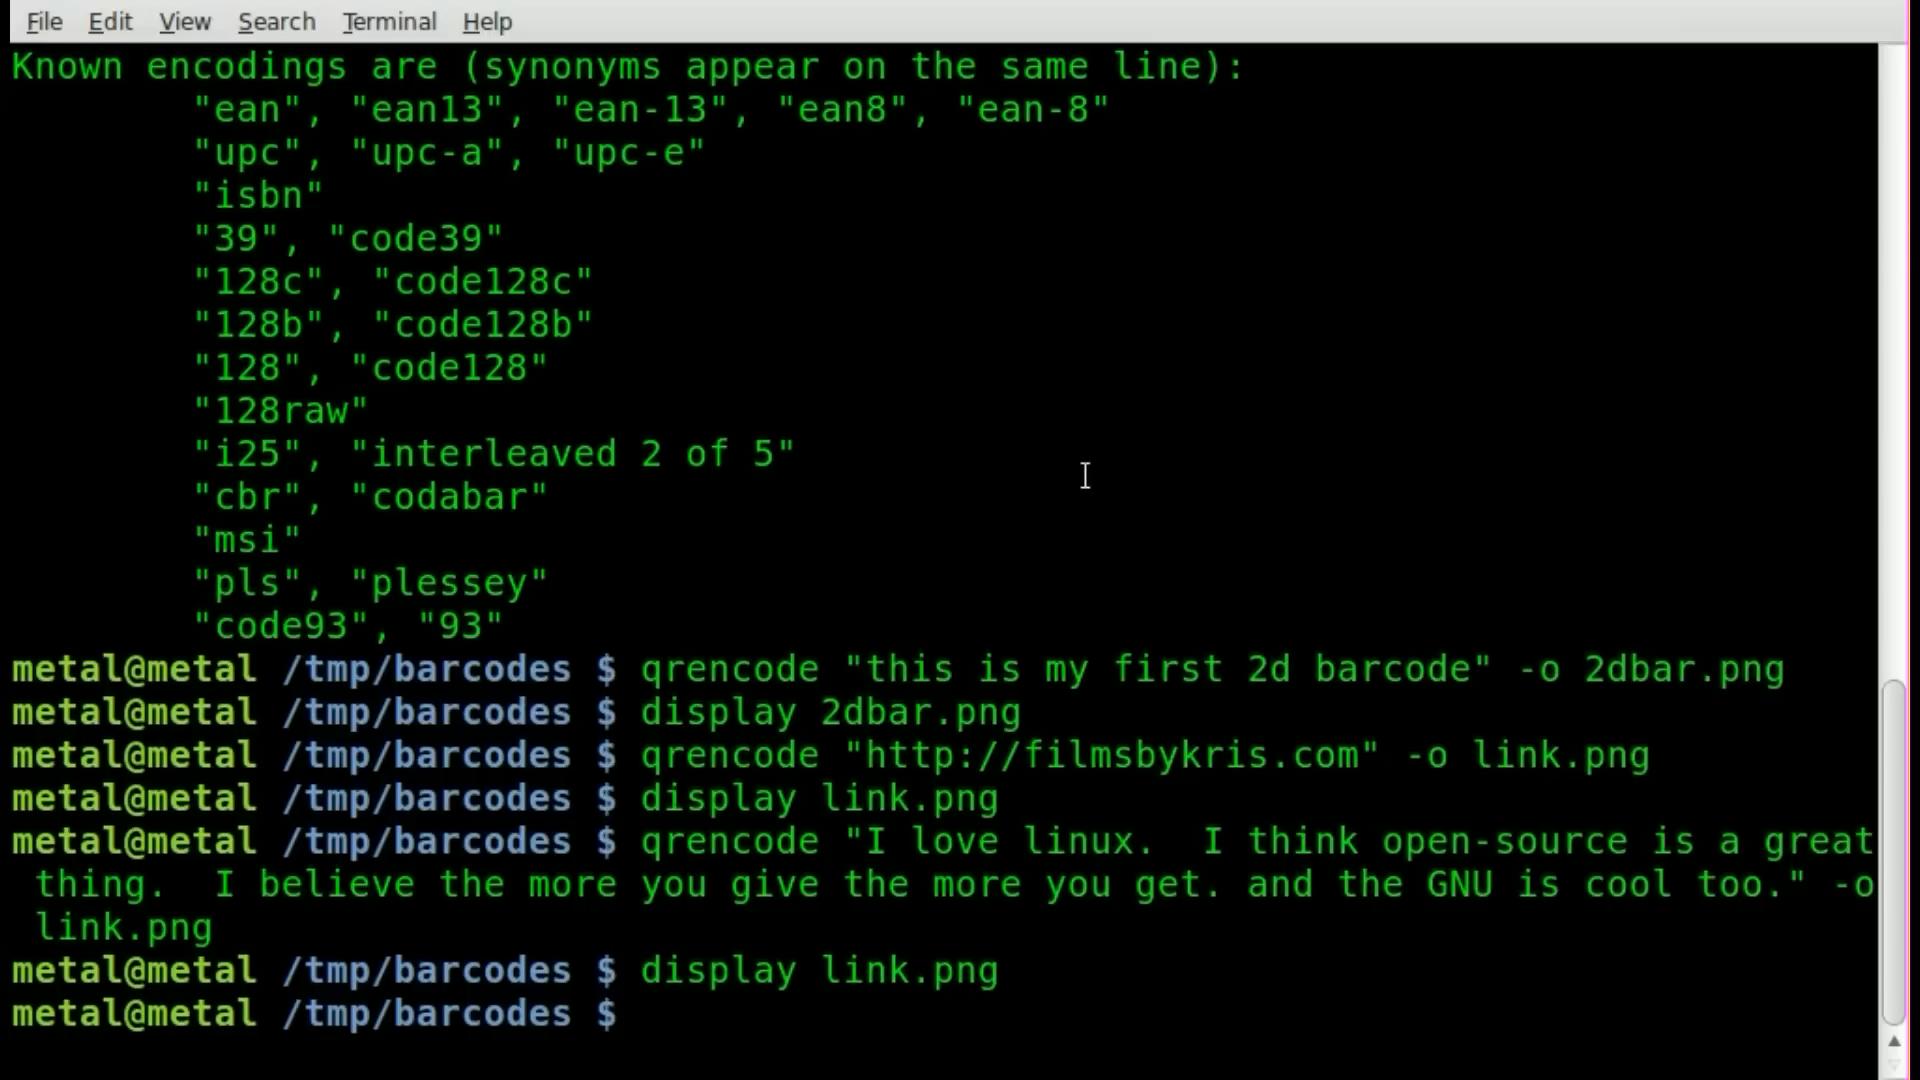 File Edit View Search Terminal Help
Known encodings are (synonyms appear on the same line):
"ean", "ean13", "ean-13", "ean8", "ean-8"
"upc", "upc-a", "upc-e"
"isbn"
"39", "code39"
"128c", "code128c"
"128b", "code128b"
"128", "code128"
"128raw"
"i25", "interleaved 2 of 5"
"cbr", "codabar"
"msi"
"pls", "plessey"
"code93", "93"
metal@metal /tmp/barcodes $ qrencode "this is my first 2d barcode" -o 2dbar.png
metal@metal /tmp/barcodes $ display 2dbar.png
metal@metal /tmp/barcodes $ qrencode "http://filmsbykris.com" -o link.png
metal@metal /tmp/barcodes $ display link.png
metal@metal /tmp/barcodes $ qrencode "I love linux.  I think open-source is a great
thing.  I believe the more you give the more you get. and the GNU is cool too." -o
link.png
metal@metal /tmp/barcodes $ display link.png
metal@metal /tmp/barcodes $